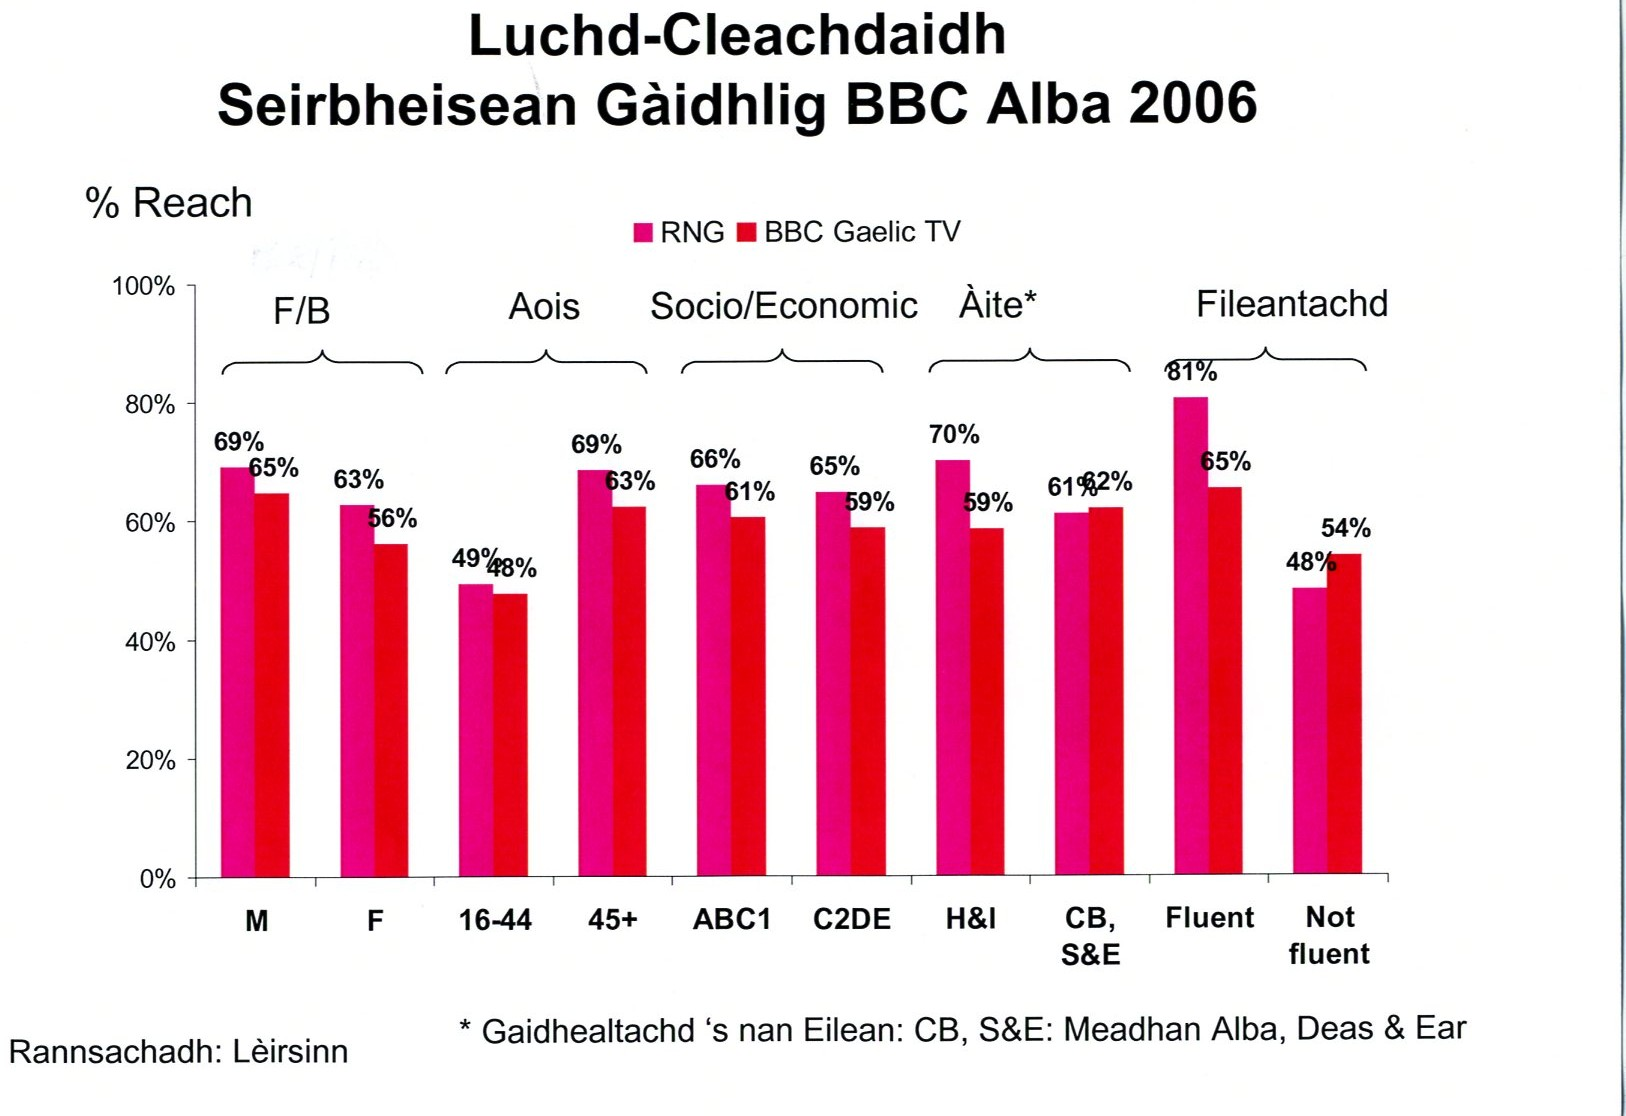 Luchd-Cleachdaidh
Seirbheisean Gàidhlig BBC Alba 2006
% Reach
RNG BBC Gaelic TV
100%
80%
60%
40%
20%
0%
F/B Aois Socio/Economic Àite* Fileantachd
69% 65% 63% 56% 49% 48% 69% 63% 66% 61% 65% 59% 70% 59% 61% 62% 81% 65% 48% 54%
M F 16-44 45+ ABC1 C2DE H&I CB, Fluent Not
S&E fluent
* Gaidhealtachd ‘s nan Eilean: CB, S&E: Meadhan Alba, Deas & Ear
Rannsachadh: Lèirsinn